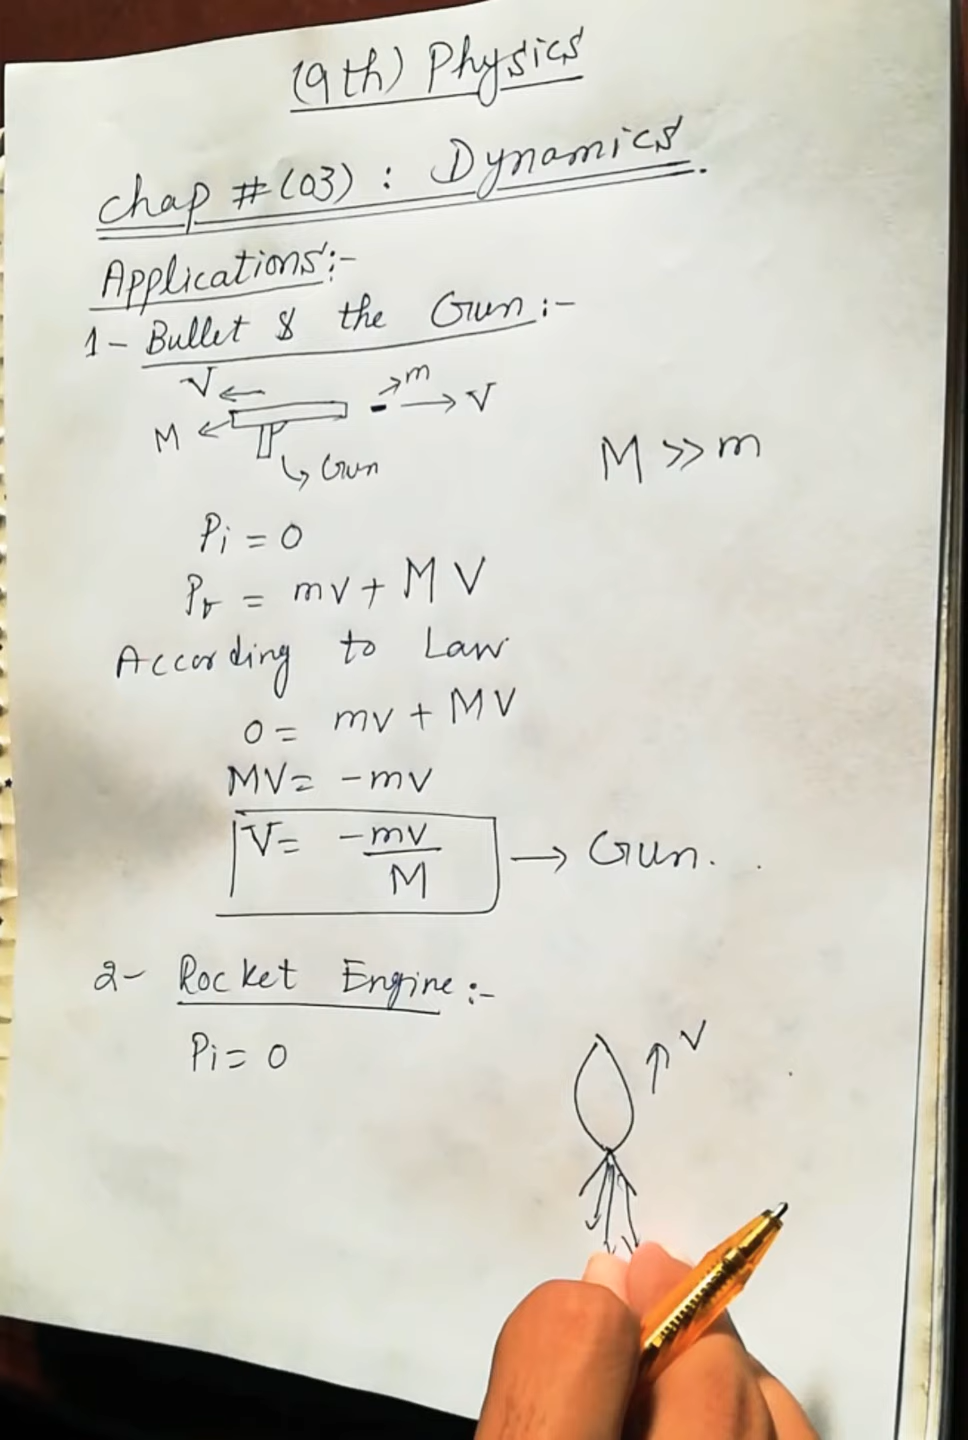 (9th) Physics
Chap # (03) : Dynamics.
Applications:-
1- Bullet & the Gun:-
V
m
V
M
Gun
M >> m
Pi = 0
Pf = mv + MV
According to Law
0 = mv + MV
MV = -mv
V = -mv/M → Gun.
2- Rocket Engine:-
Pi = 0
V